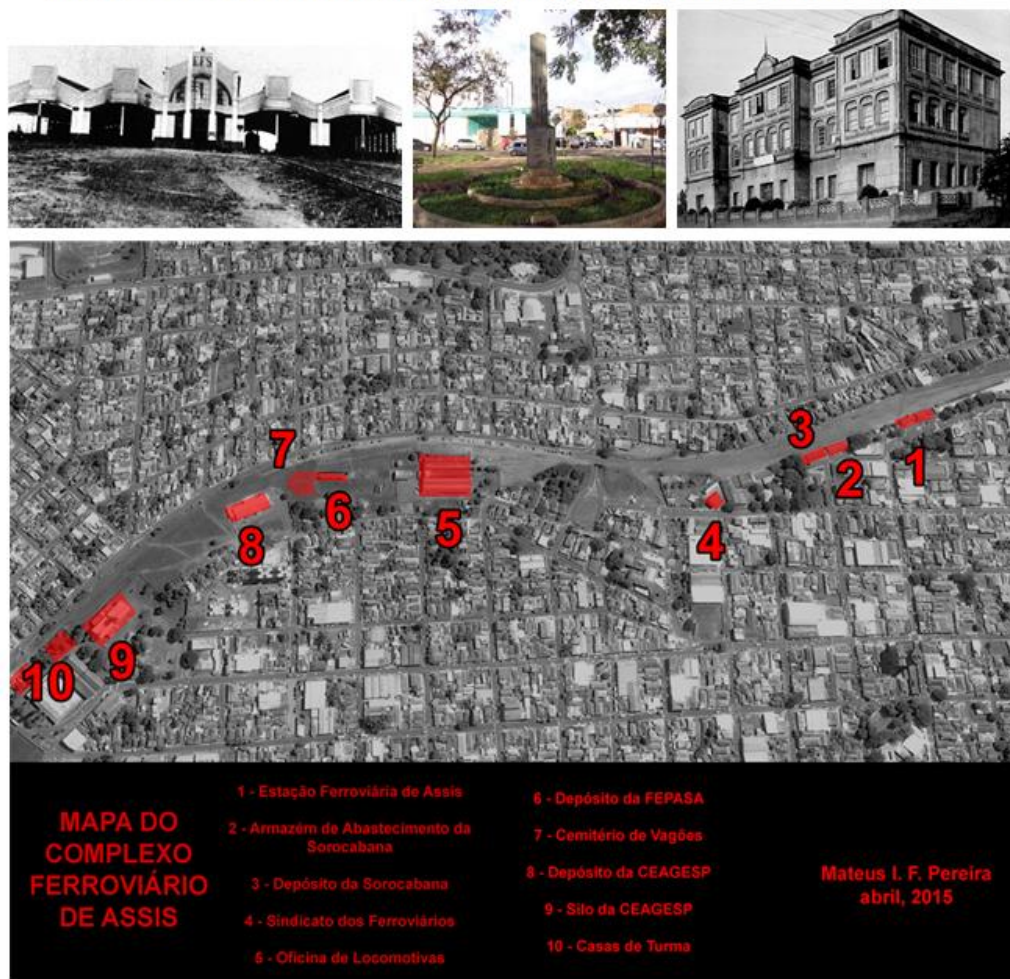 7
3
1
2
6
8
5
4
9
10
MAPA DO
COMPLEXO
FERROVIÁRIO
DE ASSIS
1 - Estação Ferroviária de Assis
2 - Armazém de Abastecimento da
Sorocabana
3 - Depósito da Sorocabana
4 - Sindicato dos Ferroviários
5 - Oficina de Locomotivas
6 - Depósito da FEPASA
7 - Cemitério de Vagões
8 - Depósito da CEAGESP
9 - Silo da CEAGESP
10 - Casas de Turma
Mateus I. F. Pereira
abril, 2015